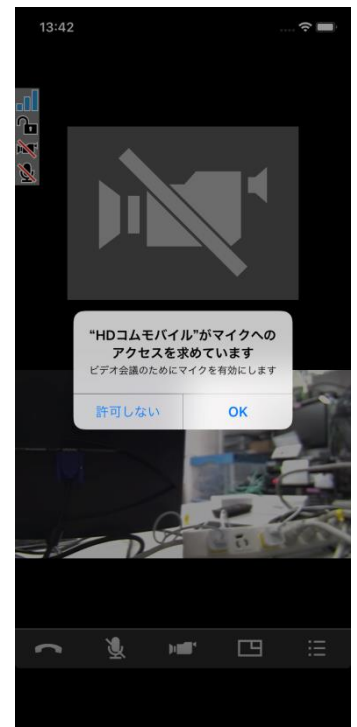 13:42
“HDコムモバイル”がマイクへの
アクセスを求めています
ビデオ会議のためにマイクを有効にします
許可しない
OK